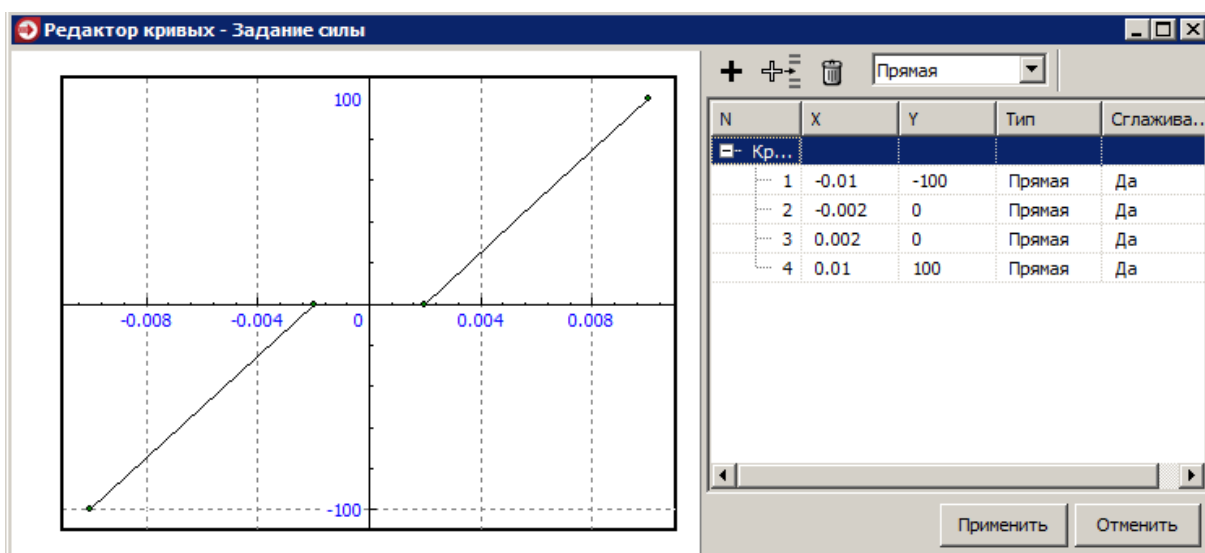 Редактор кривых - Задание силы
100
-0.008 -0.004 0 0.004 0.008
-100
Прямая
N X Y Тип Сглажива..
Кр...
1 -0.01 -100 Прямая Да
2 -0.002 0 Прямая Да
3 0.002 0 Прямая Да
4 0.01 100 Прямая Да
Применить Отменить